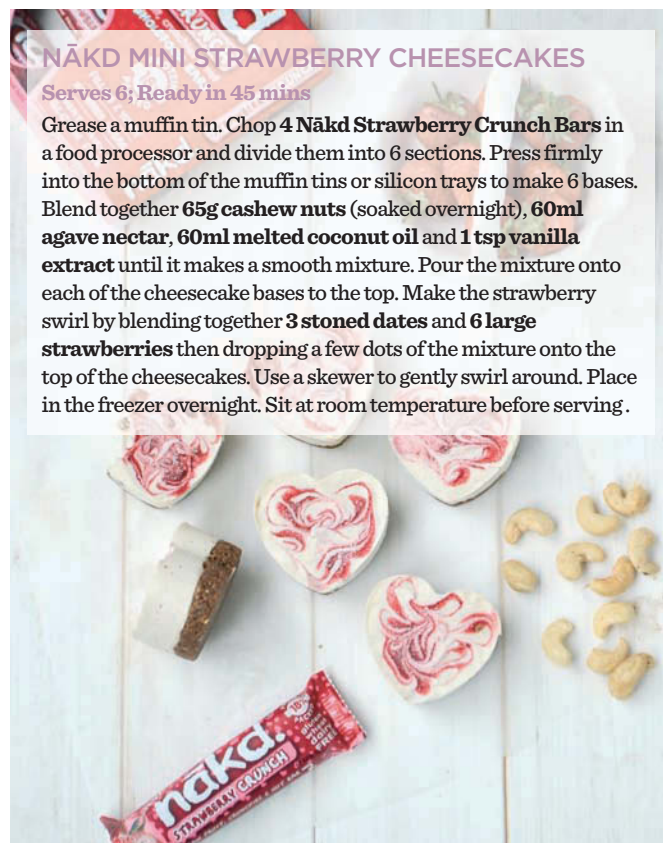 NĀKD MINI STRAWBERRY CHEESECAKES
Serves 6; Ready in 45 mins
Grease a muffin tin. Chop 4 Nākd Strawberry Crunch Bars in
a food processor and divide them into 6 sections. Press firmly
into the bottom of the muffin tins or silicon trays to make 6 bases.
Blend together 65g cashew nuts (soaked overnight), 60ml
agave nectar, 60ml melted coconut oil and 1 tsp vanilla
extract until it makes a smooth mixture. Pour the mixture onto
each of the cheesecake bases to the top. Make the strawberry
swirl by blending together 3 stoned dates and 6 large
strawberries then dropping a few dots of the mixture onto the
top of the cheesecakes. Use a skewer to gently swirl around. Place
in the freezer overnight. Sit at room temperature before serving.
nākd.
STRAWBERRY CRUNCH